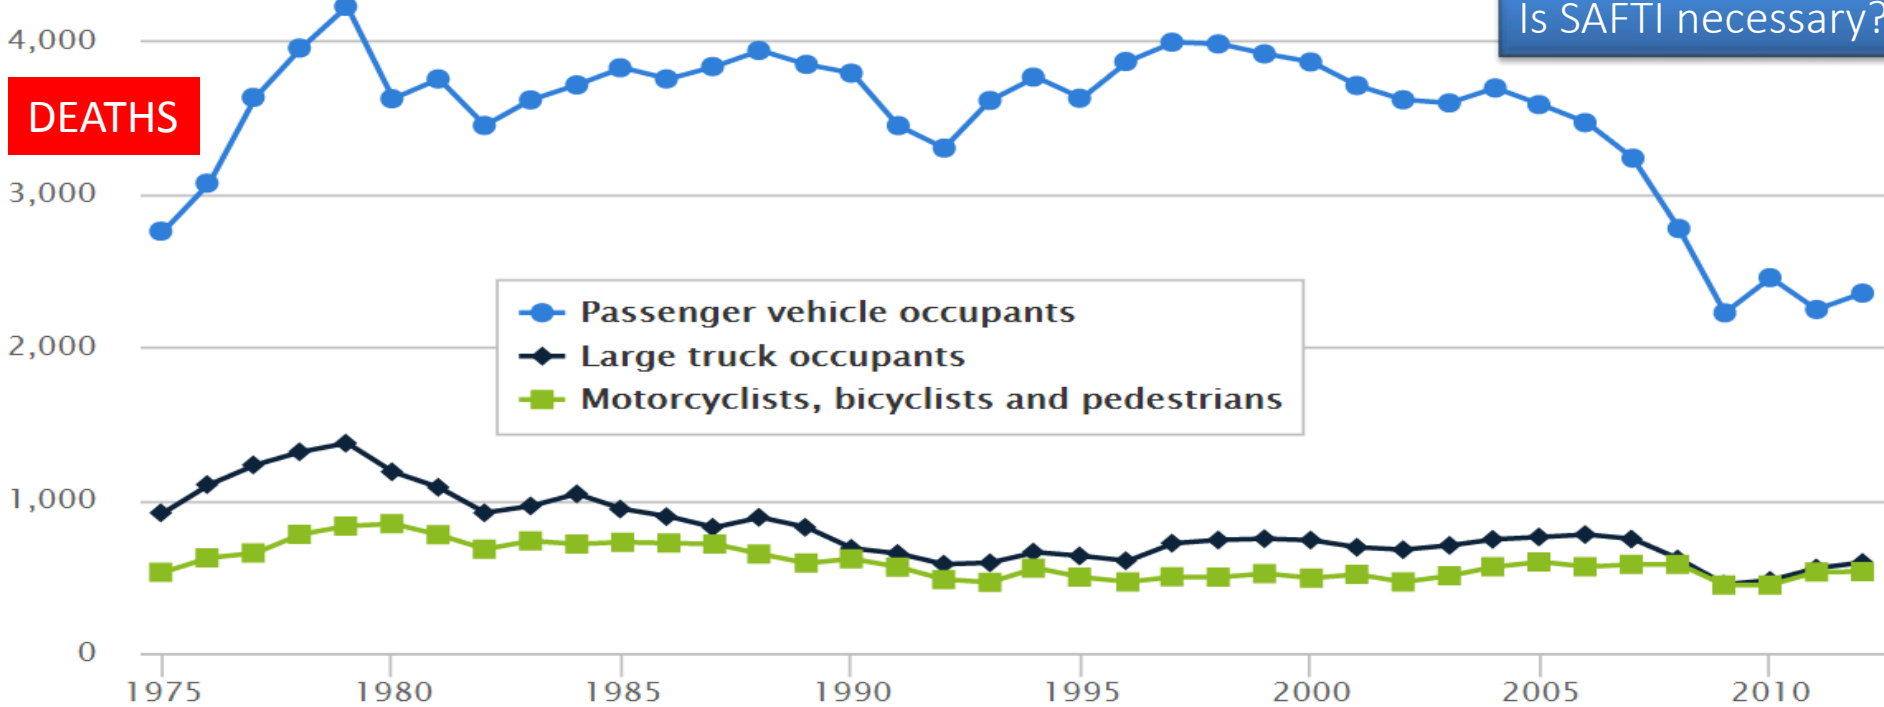 Is SAFTI necessary?
4,000
DEATHS
3,000
Passenger vehicle occupants
2,000
Large truck occupants
Motorcyclists, bicyclists and pedestrians
1,000
0
1975 1980 1985 1990 1995 2000 2005 2010